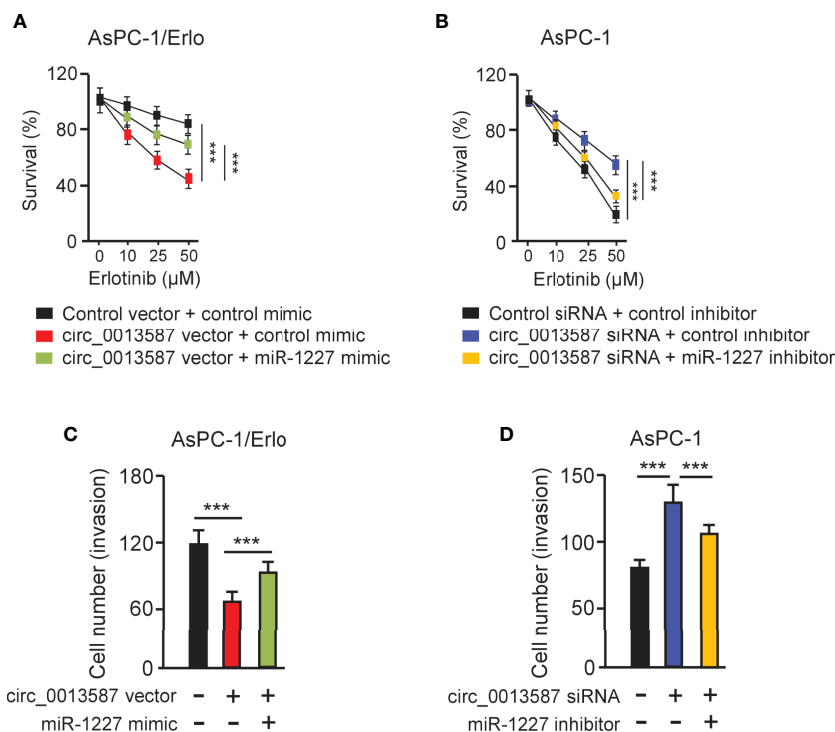 A
AsPC-1/Erlo
120
80
40
0
Survival (%)
***
***
0 10 25 50
Erlotinib (µM)
Control vector + control mimic
circ_0013587 vector + control mimic
circ_0013587 vector + miR-1227 mimic
B
AsPC-1
120
80
40
0
Survival (%)
***
***
0 10 25 50
Erlotinib (µM)
Control siRNA + control inhibitor
circ_0013587 siRNA + control inhibitor
circ_0013587 siRNA + miR-1227 inhibitor
C
AsPC-1/Erlo
180
120
60
0
Cell number (invasion)
***
***
circ_0013587 vector − + +
miR-1227 mimic − − +
D
AsPC-1
150
100
50
0
Cell number (invasion)
*** ***
circ_0013587 siRNA − + +
miR-1227 inhibitor − − +